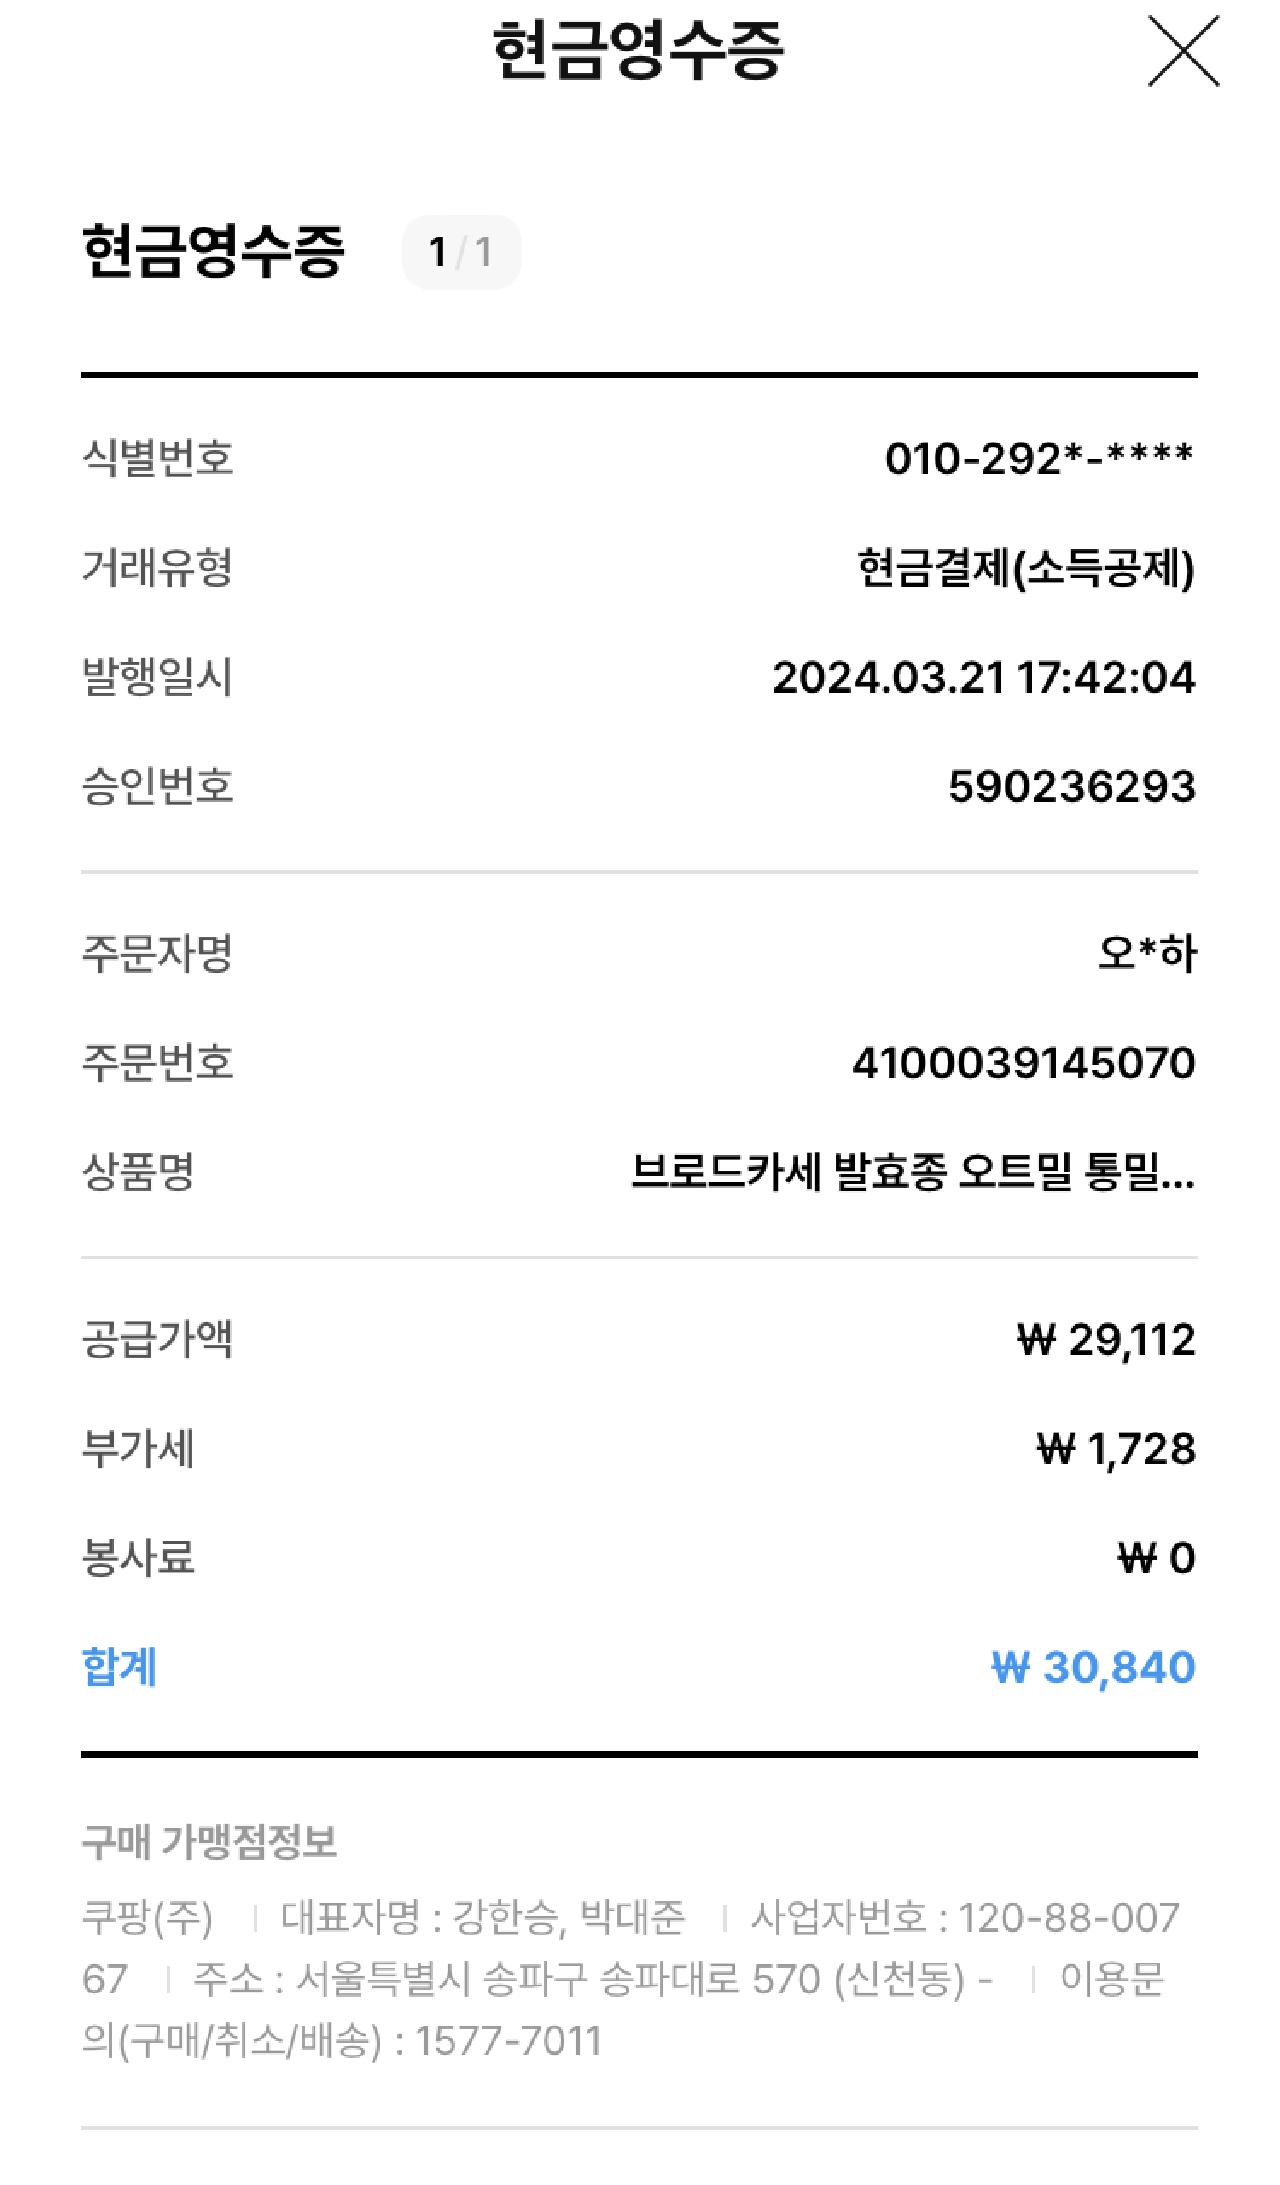 현금영수증
현금영수증 1/1
식별번호 010-292*-****
거래유형 현금결제(소득공제)
발행일시 2024.03.21 17:42:04
승인번호 590236293
주문자명 오*하
주문번호 4100039145070
상품명 브로드카세 발효종 오트밀 통밀...
공급가액 ₩ 29,112
부가세 ₩ 1,728
봉사료 ₩ 0
합계 ₩ 30,840
구매 가맹점정보
쿠팡(주) | 대표자명 : 강한승, 박대준 | 사업자번호 : 120-88-007
67 | 주소 : 서울특별시 송파구 송파대로 570 (신천동) - | 이용문
의(구매/취소/배송) : 1577-7011